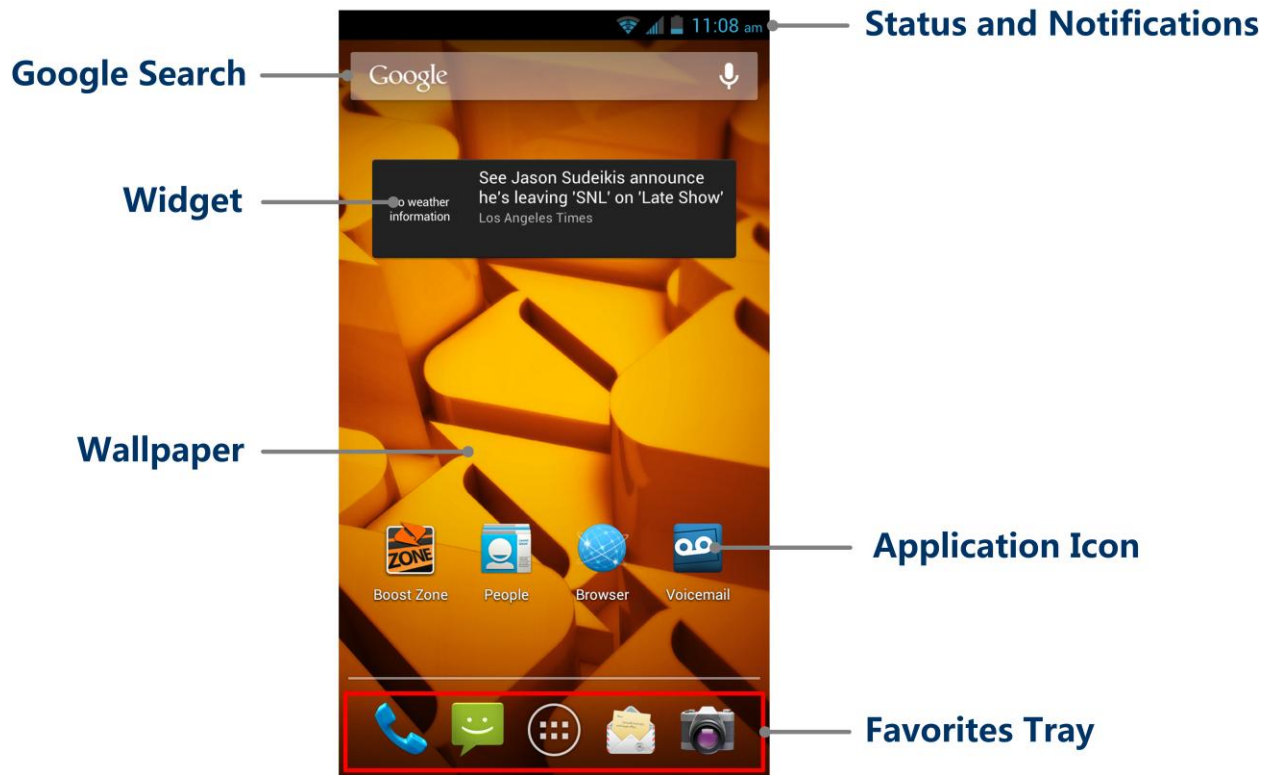 11:08 am
Status and Notifications
Google Search
Google
Widget
See Jason Sudeikis announce
he's leaving 'SNL' on 'Late Show'
Los Angeles Times
o weather
information
Wallpaper
ZONE
Application Icon
Boost Zone
People
Browser
Voicemail
Favorites Tray